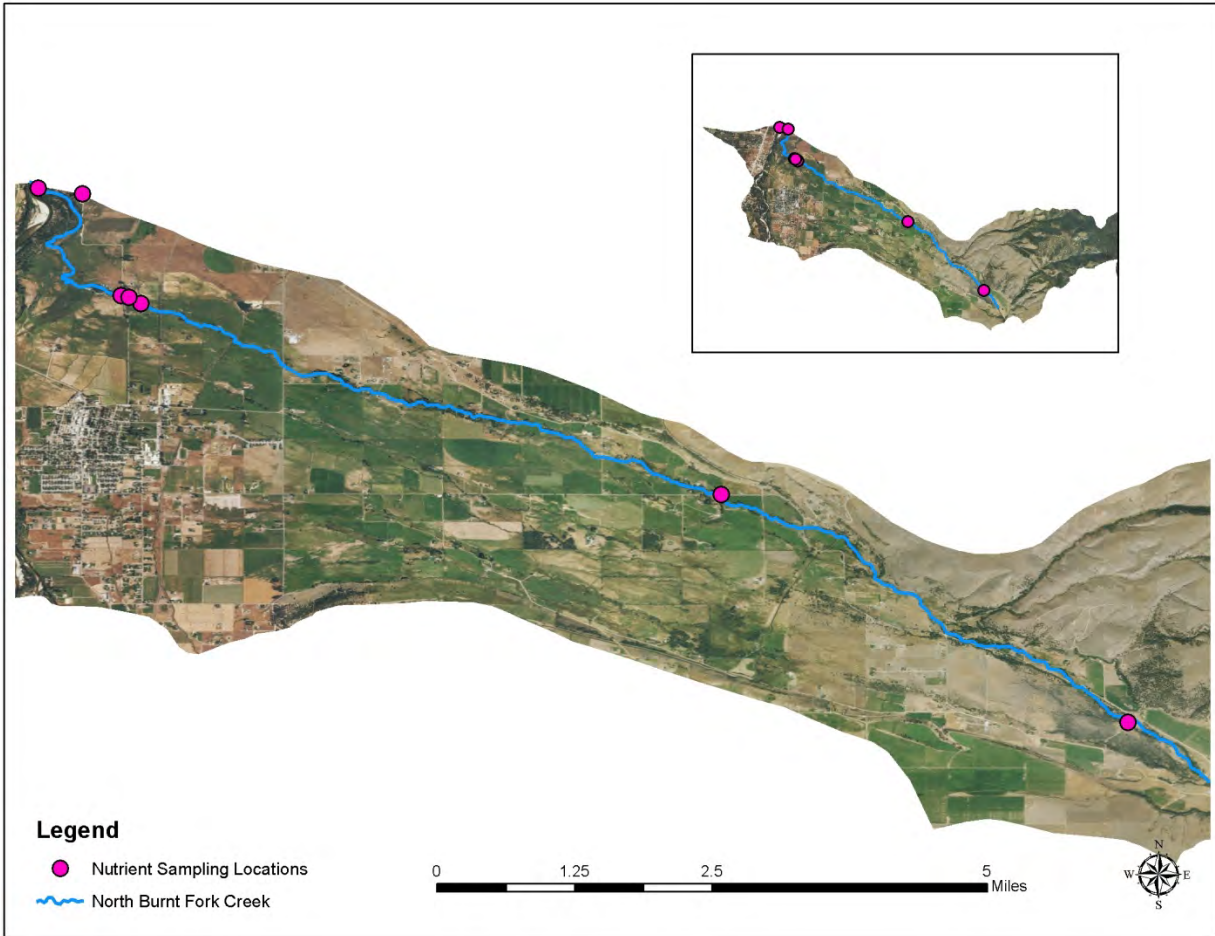 Legend
Nutrient Sampling Locations
North Burnt Fork Creek
0 1.25 2.5 5
Miles
N
W E
S